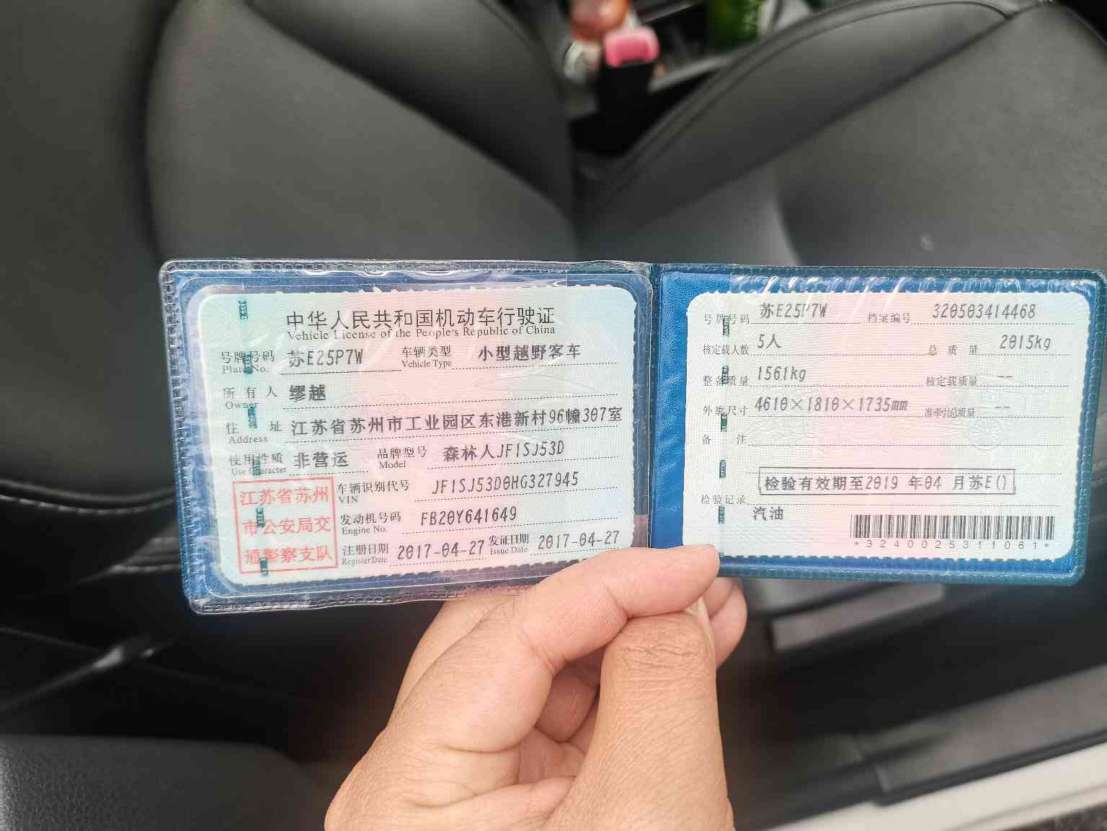 中华人民共和国机动车行驶证
Vehicle License of the People's Republic of China
号牌号码 苏E25P7W 车辆类型 小型越野客车
Plate No. Vehicle Type
所有人 缪越
Owner
住址 江苏省苏州市工业园区东港新村96幢307室
Address
使用性质 非营运 品牌型号 森林人JF1SJ53D
Use Character Model
江苏省苏州
市公安局交
通警察支队
车辆识别代号 JF1SJ53D0HG327945
VIN
发动机号码 FB20Y641649
Engine No.
注册日期 2017-04-27 发证日期 2017-04-27
Register Date Issue Date
号牌号码 苏E25P7W 档案编号 320503414468
核定载人数 5人 总质量 2015kg
整备质量 1561kg 核定载质量 --
外廓尺寸 4610×1810×1735mm 准牵引总质量 --
备注
检验有效期至2019 年04 月苏E()
检验记录
汽油
*3240025311061*